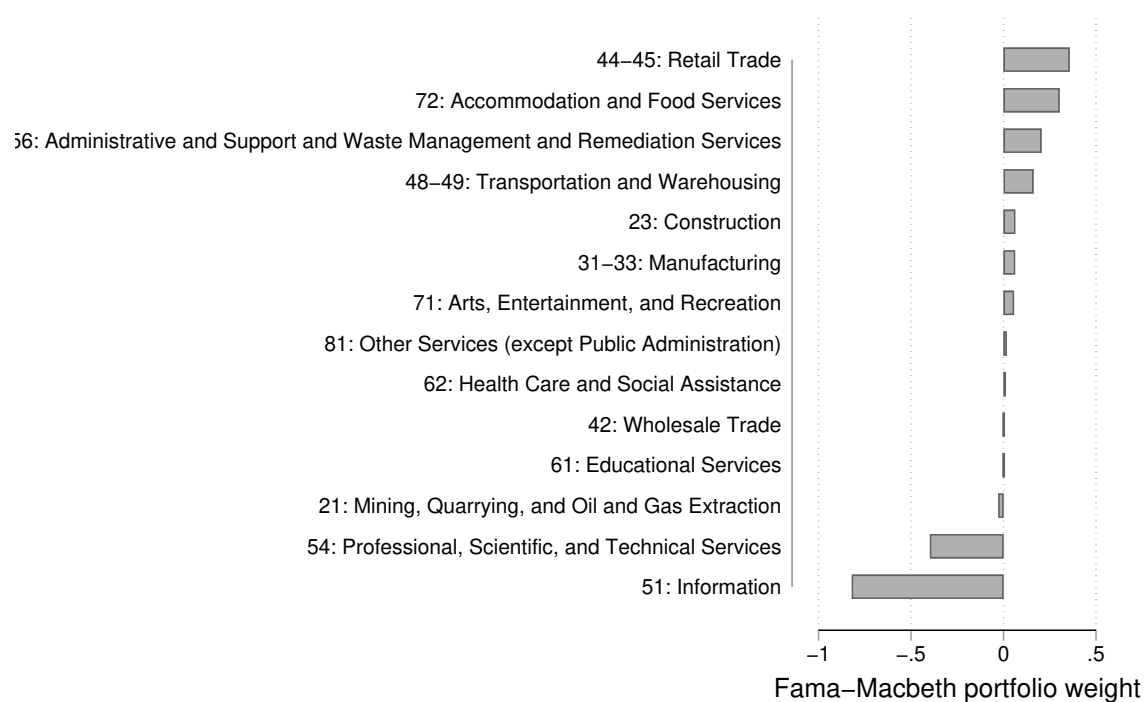 44−45: Retail Trade
72: Accommodation and Food Services
56: Administrative and Support and Waste Management and Remediation Services
48−49: Transportation and Warehousing
23: Construction
31−33: Manufacturing
71: Arts, Entertainment, and Recreation
81: Other Services (except Public Administration)
62: Health Care and Social Assistance
42: Wholesale Trade
61: Educational Services
21: Mining, Quarrying, and Oil and Gas Extraction
54: Professional, Scientific, and Technical Services
51: Information
−1 −.5 0 .5
Fama−Macbeth portfolio weight